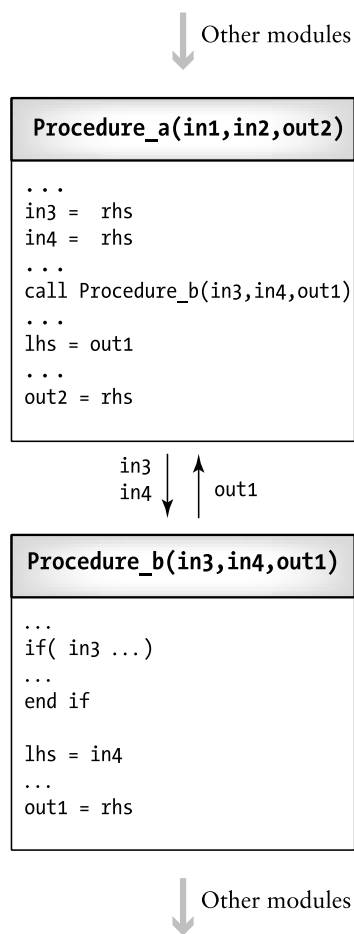 Other modules
Procedure_a(in1,in2,out2)
...
in3 =  rhs
in4 =  rhs
...
call Procedure_b(in3,in4,out1)
...
lhs = out1
...
out2 = rhs
in3
in4
out1
Procedure_b(in3,in4,out1)
...
if( in3 ...)
...
end if
lhs = in4
...
out1 = rhs
Other modules